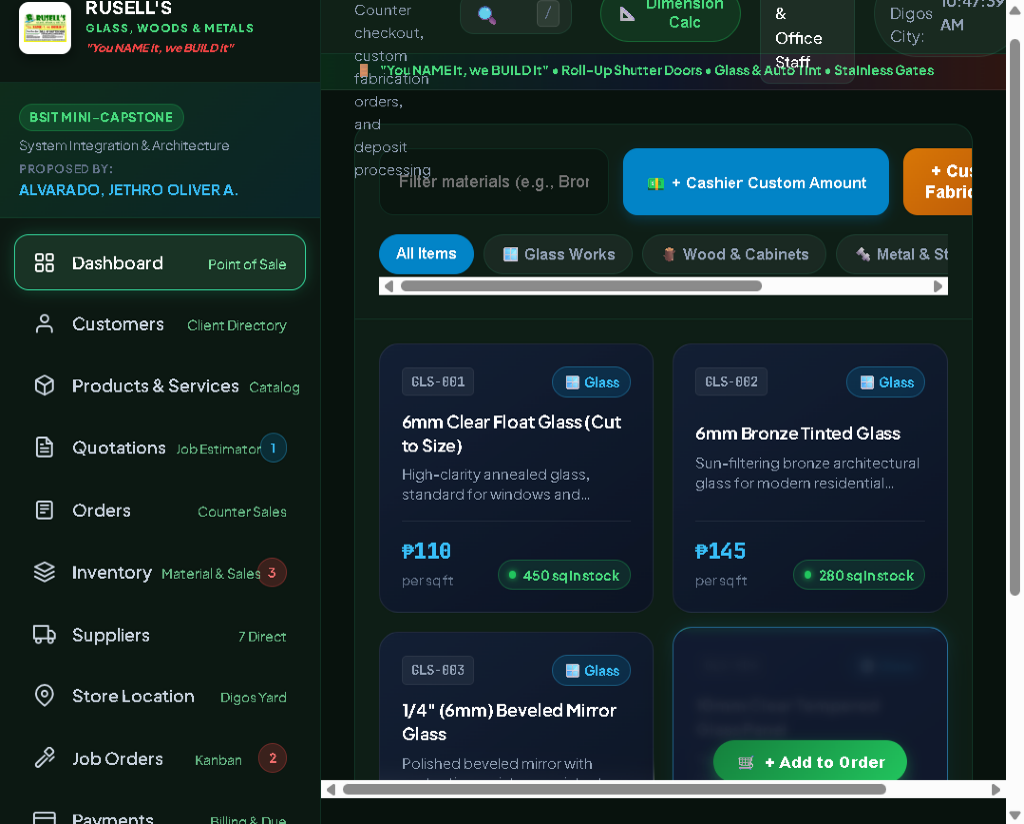 RUSELL'S
GLASS, WOODS & METALS
"You NAME It, we BUILD It"
BSIT MINI-CAPSTONE
System Integration & Architecture
PROPOSED BY:
ALVARADO, JETHRO OLIVER A.
Dashboard Point of Sale
Customers Client Directory
Products & Services Catalog
Quotations Job Estimator 1
Orders Counter Sales
Inventory Material & Sales 3
Suppliers 7 Direct
Store Location Digos Yard
Job Orders Kanban 2
Payments Billing & Due
Counter
checkout,
custom
fabrication
orders,
and
deposit
processing
/
Dimension
Calc
&
Office
Staff
Digos
City:
10:47:39
AM
"You NAME It, we BUILD It" • Roll-Up Shutter Doors • Glass & Auto Tint • Stainless Gates
Filter materials (e.g., Bror
+ Cashier Custom Amount
+ Cus
Fabric
All Items
Glass Works
Wood & Cabinets
Metal & St
GLS-001
Glass
6mm Clear Float Glass (Cut
to Size)
High-clarity annealed glass,
standard for windows and...
₱110
per sq ft
450 sq in stock
GLS-002
Glass
6mm Bronze Tinted Glass
Sun-filtering bronze architectural
glass for modern residential...
₱145
per sq ft
280 sq in stock
GLS-003
Glass
1/4" (6mm) Beveled Mirror
Glass
Polished beveled mirror with
+ Add to Order